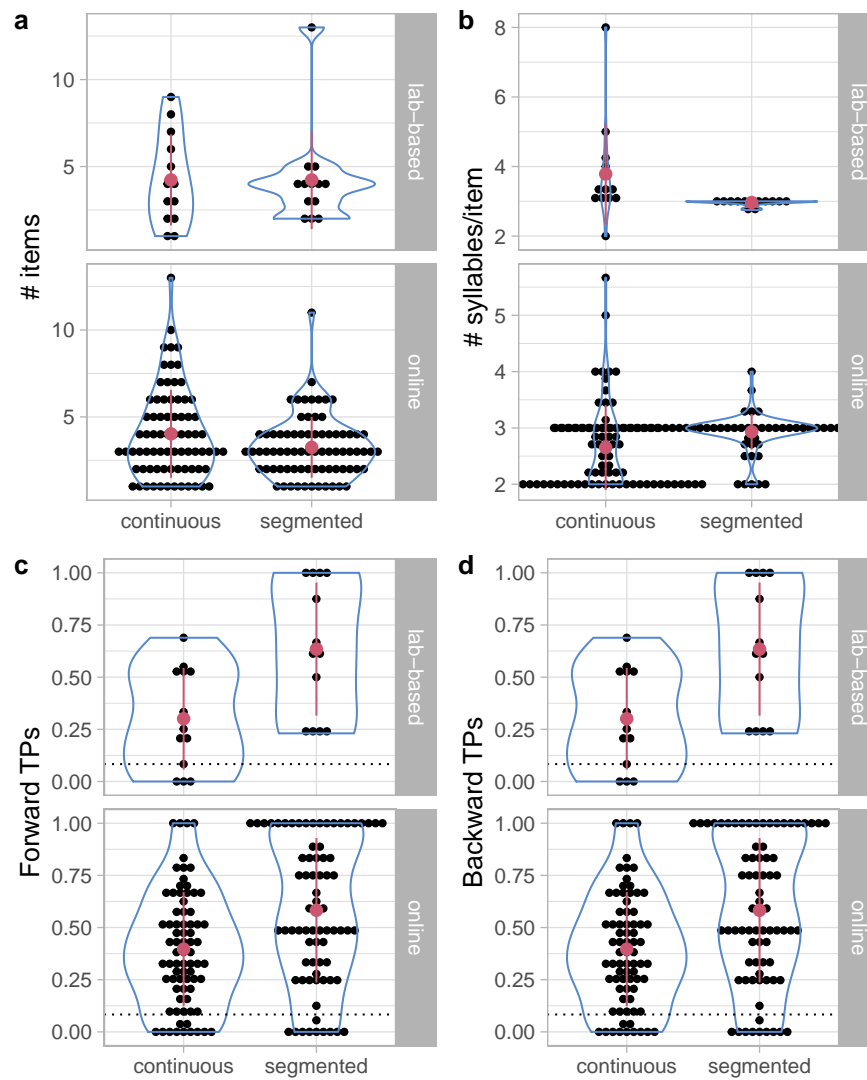 a
# items
10
5
lab−based
10
5
online
continuous segmented
b
# syllables/item
8
6
4
2
lab−based
5
4
3
2
online
continuous segmented
c
Forward TPs
1.00
0.75
0.50
0.25
0.00
lab−based
1.00
0.75
0.50
0.25
0.00
online
continuous segmented
d
Backward TPs
1.00
0.75
0.50
0.25
0.00
lab−based
1.00
0.75
0.50
0.25
0.00
online
continuous segmented